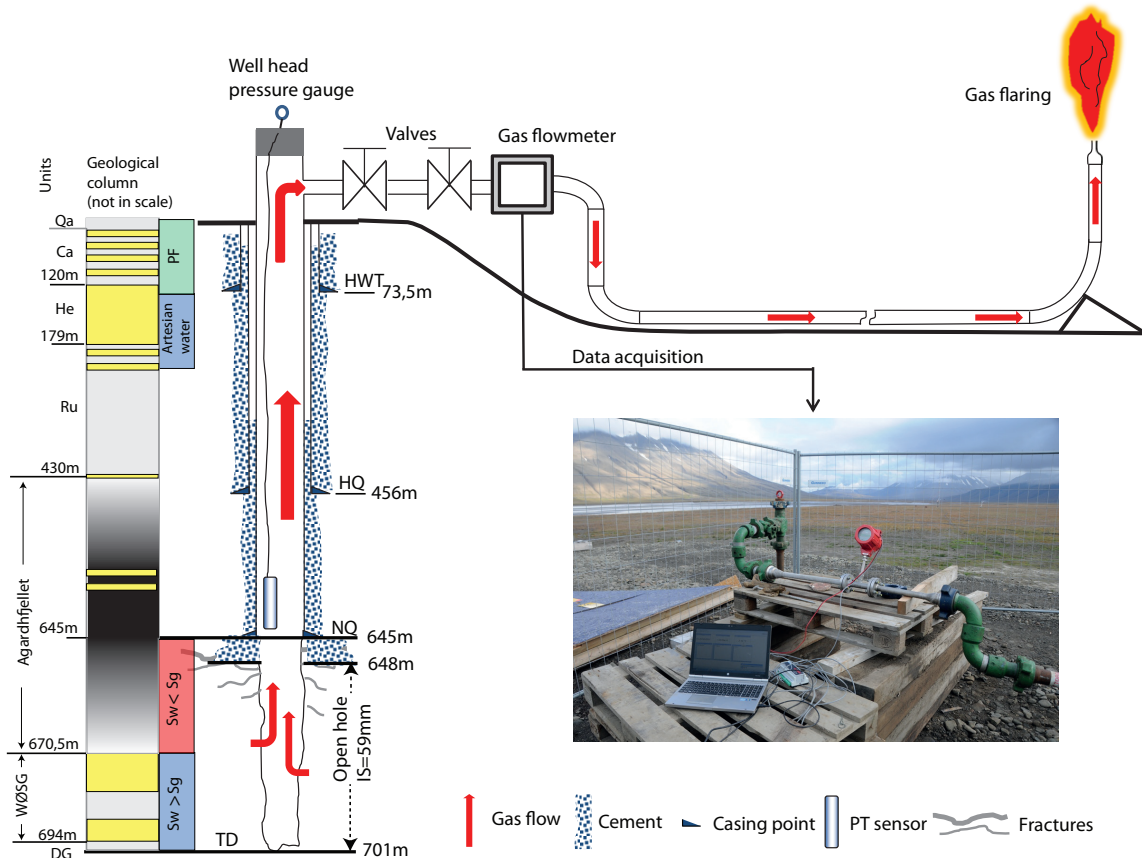 Well head
pressure gauge
Valves
Gas flowmeter
Gas flaring
Units
Geological
column
(not in scale)
Qa
Ca
120m
He
179m
Ru
430m
Agardhfjellet
645m
670,5m
WØSG
694m
DG
PF
Artesian
water
Sw < Sg
Sw > Sg
HWT
73,5m
HQ
456m
NQ
645m
648m
Open hole
IS=59mm
TD
701m
Data acquisition
Gas flow
Cement
Casing point
PT sensor
Fractures